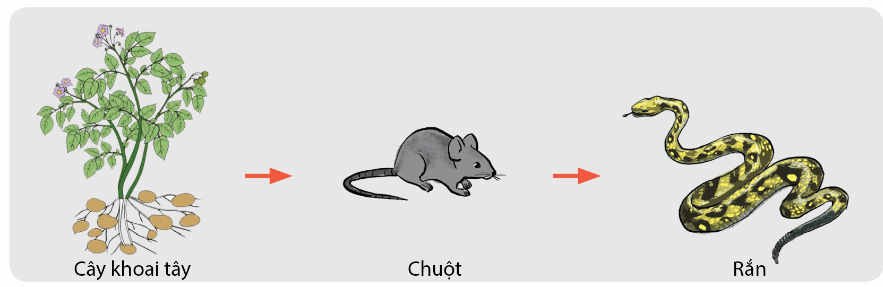 Cây khoai tây
Chuột
Rắn